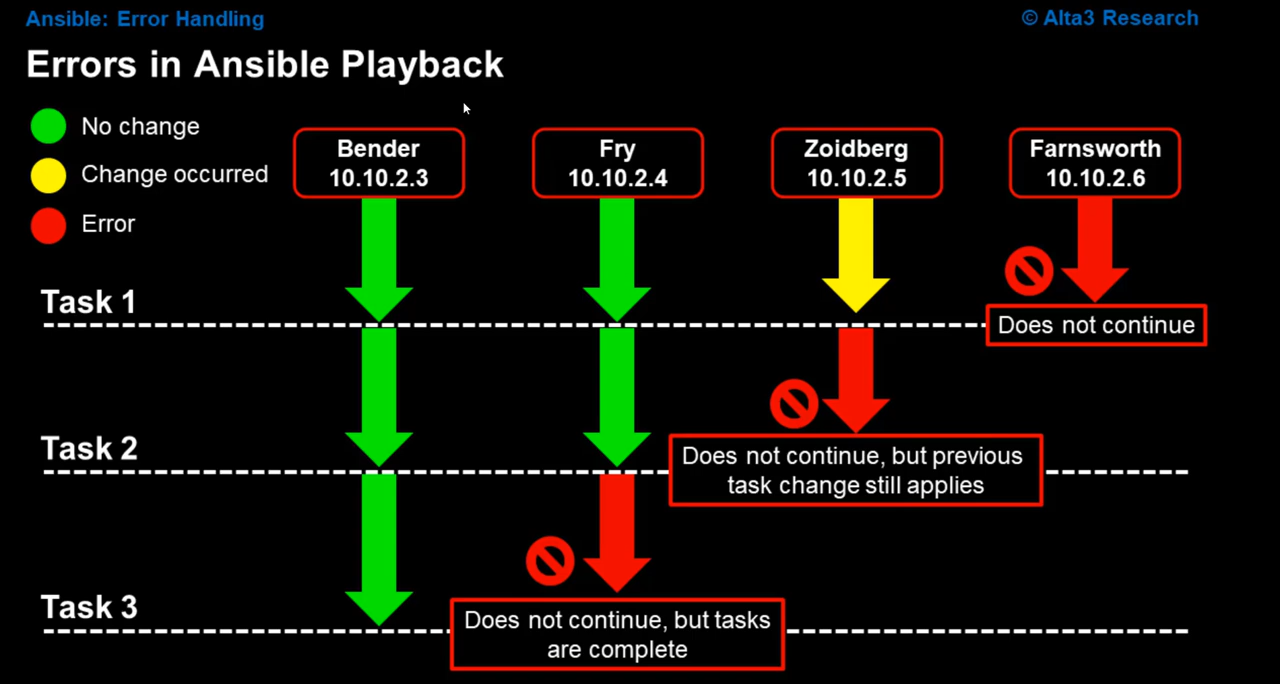 Ansible: Error Handling
© Alta3 Research
Errors in Ansible Playback
No change
Change occurred
Error
Bender
10.10.2.3
Fry
10.10.2.4
Zoidberg
10.10.2.5
Farnsworth
10.10.2.6
Task 1
Does not continue
Task 2
Does not continue, but previous
task change still applies
Task 3
Does not continue, but tasks
are complete